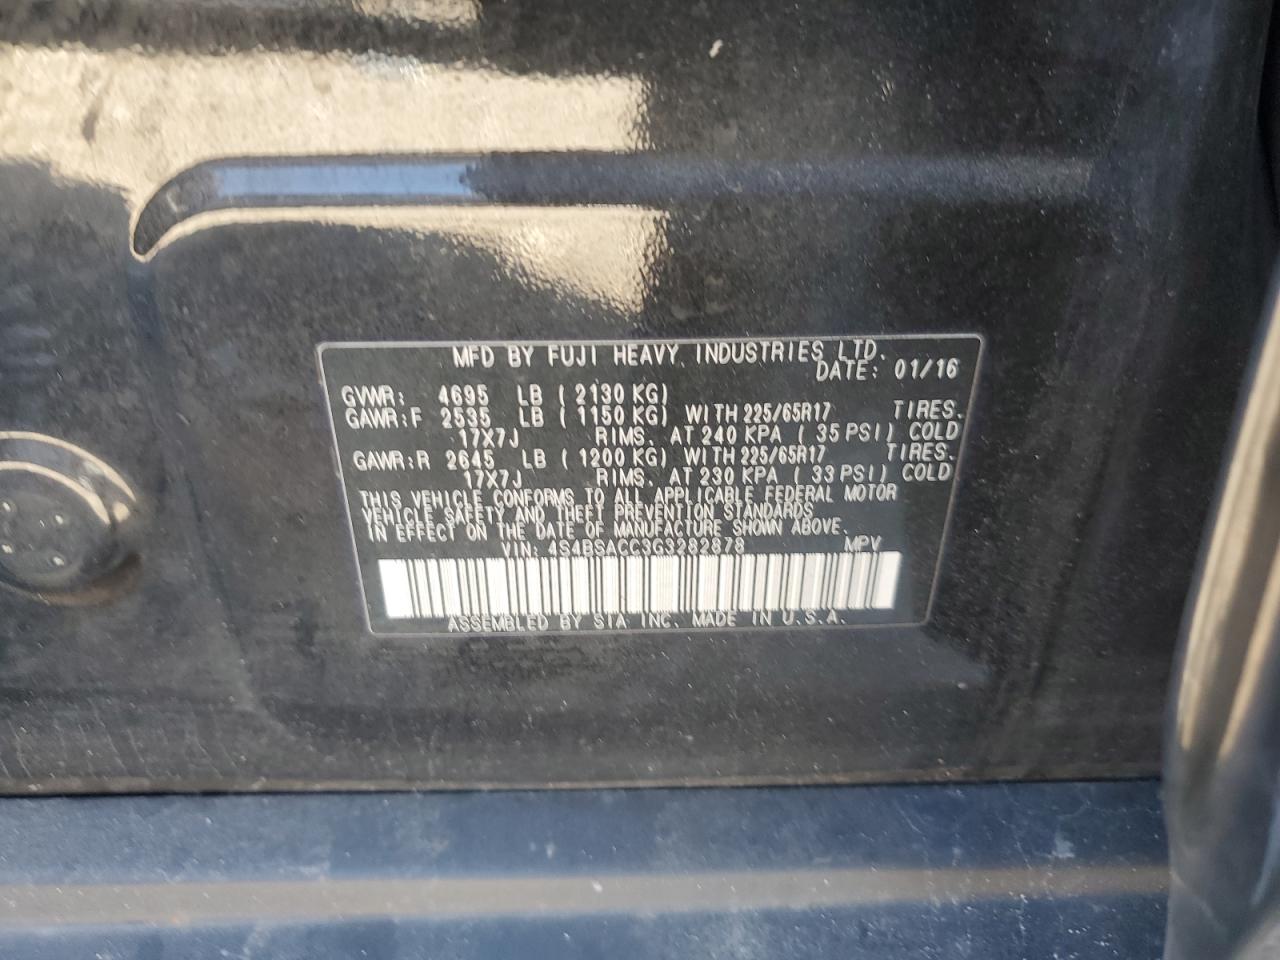 MFD BY FUJI HEAVY INDUSTRIES LTD.
DATE: 01/16
GVWR: 4695 LB ( 2130 KG)
GAWR:F 2535 LB ( 1150 KG) WITH 225/65R17 TIRES.
17X7J RIMS. AT 240 KPA ( 35 PSI) COLD
GAWR:R 2645 LB ( 1200 KG) WITH 225/65R17 TIRES.
17X7J RIMS. AT 230 KPA ( 33 PSI) COLD
THIS VEHICLE CONFORMS TO ALL APPLICABLE FEDERAL MOTOR
VEHICLE SAFETY AND THEFT PREVENTION STANDARDS
IN EFFECT ON THE DATE OF MANUFACTURE SHOWN ABOVE.
VIN: 4S4BSACC3G3282878 MPV
ASSEMBLED BY SIA INC. MADE IN U.S.A.